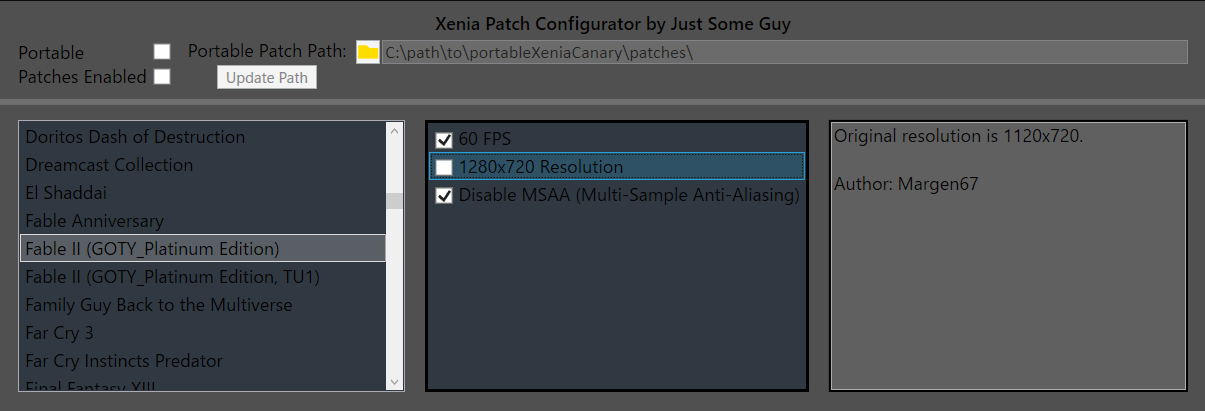 Xenia Patch Configurator by Just Some Guy
Portable
Portable Patch Path:
C:\path\to\portableXeniaCanary\patches\
Patches Enabled
Update Path
Doritos Dash of Destruction
Dreamcast Collection
El Shaddai
Fable Anniversary
Fable II (GOTY_Platinum Edition)
Fable II (GOTY_Platinum Edition, TU1)
Family Guy Back to the Multiverse
Far Cry 3
Far Cry Instincts Predator
Final Fantasy XIII
60 FPS
1280x720 Resolution
Disable MSAA (Multi-Sample Anti-Aliasing)
Original resolution is 1120x720.
Author: Margen67